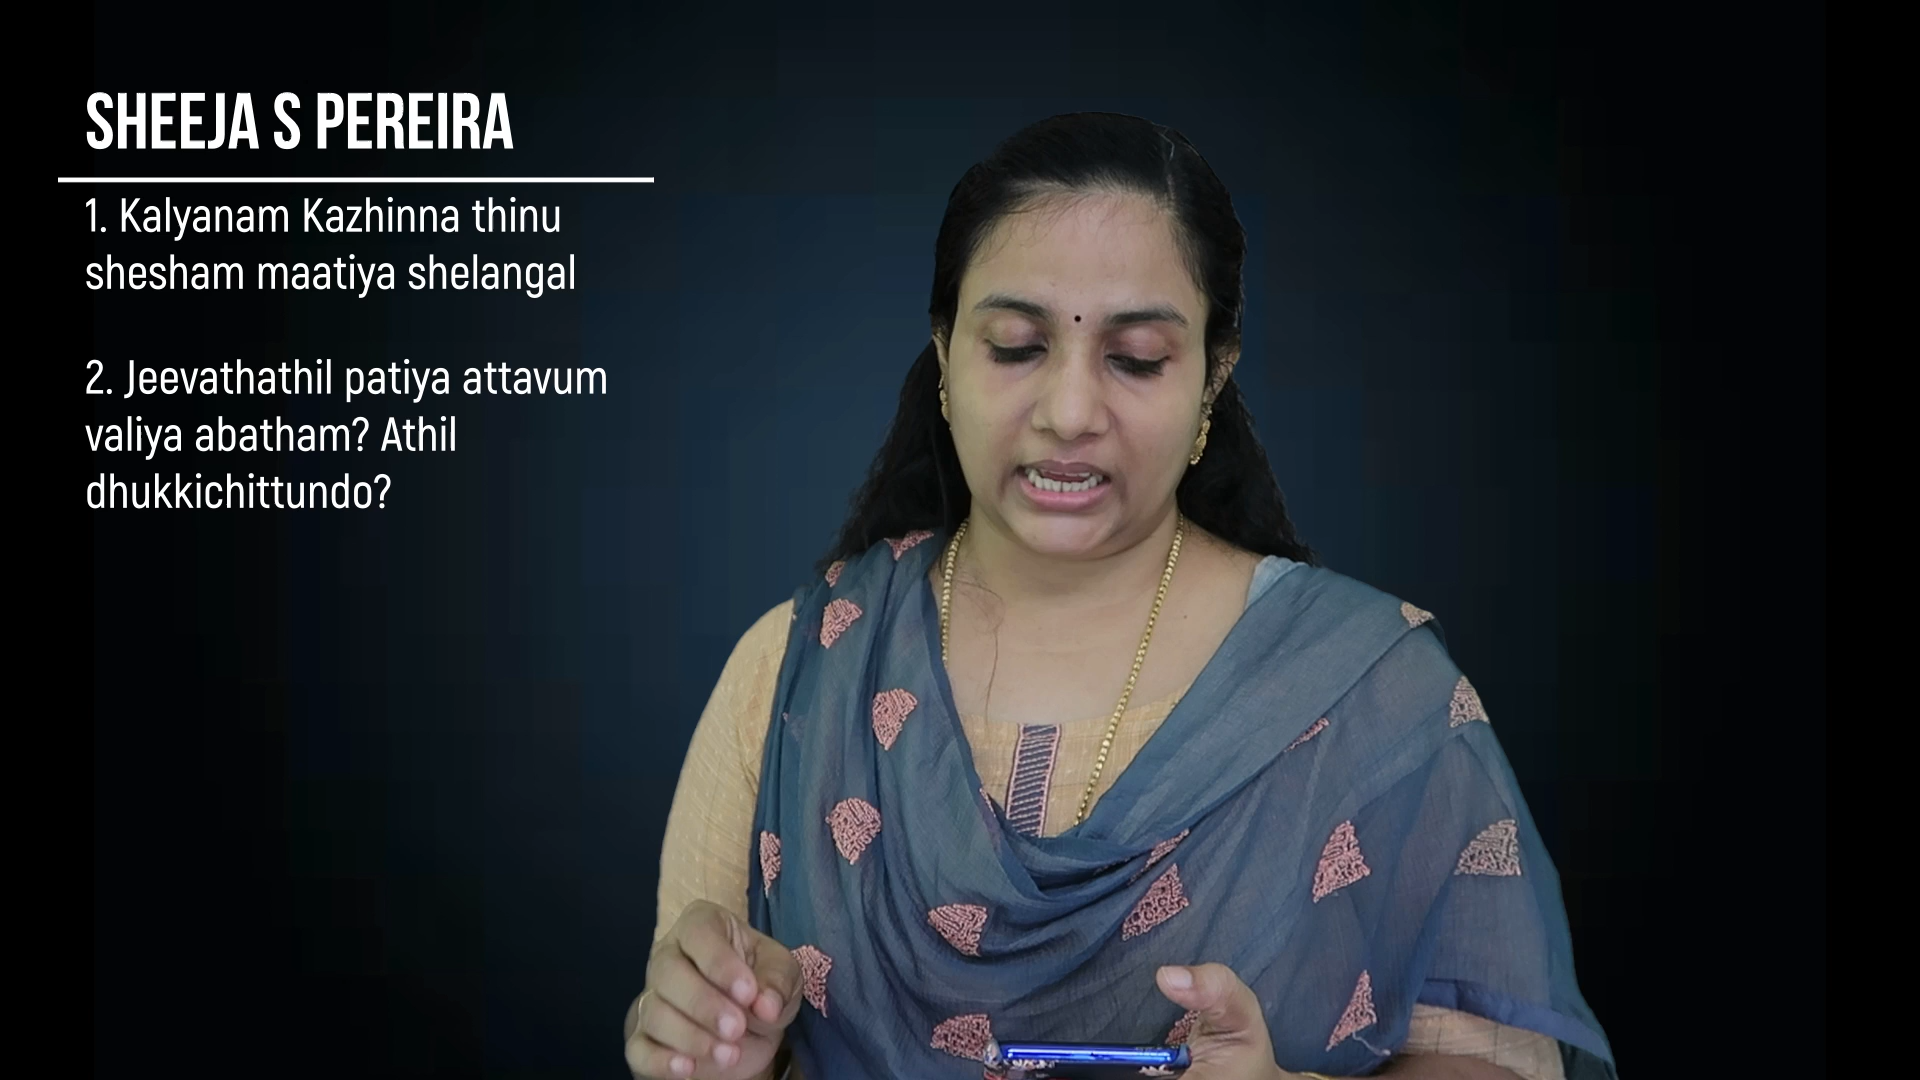 SHEEJA S PEREIRA
1. Kalyanam Kazhinna thinu
shesham maatiya shelangal
2. Jeevathathil patiya attavum
valiya abatham? Athil
dhukkichittundo?